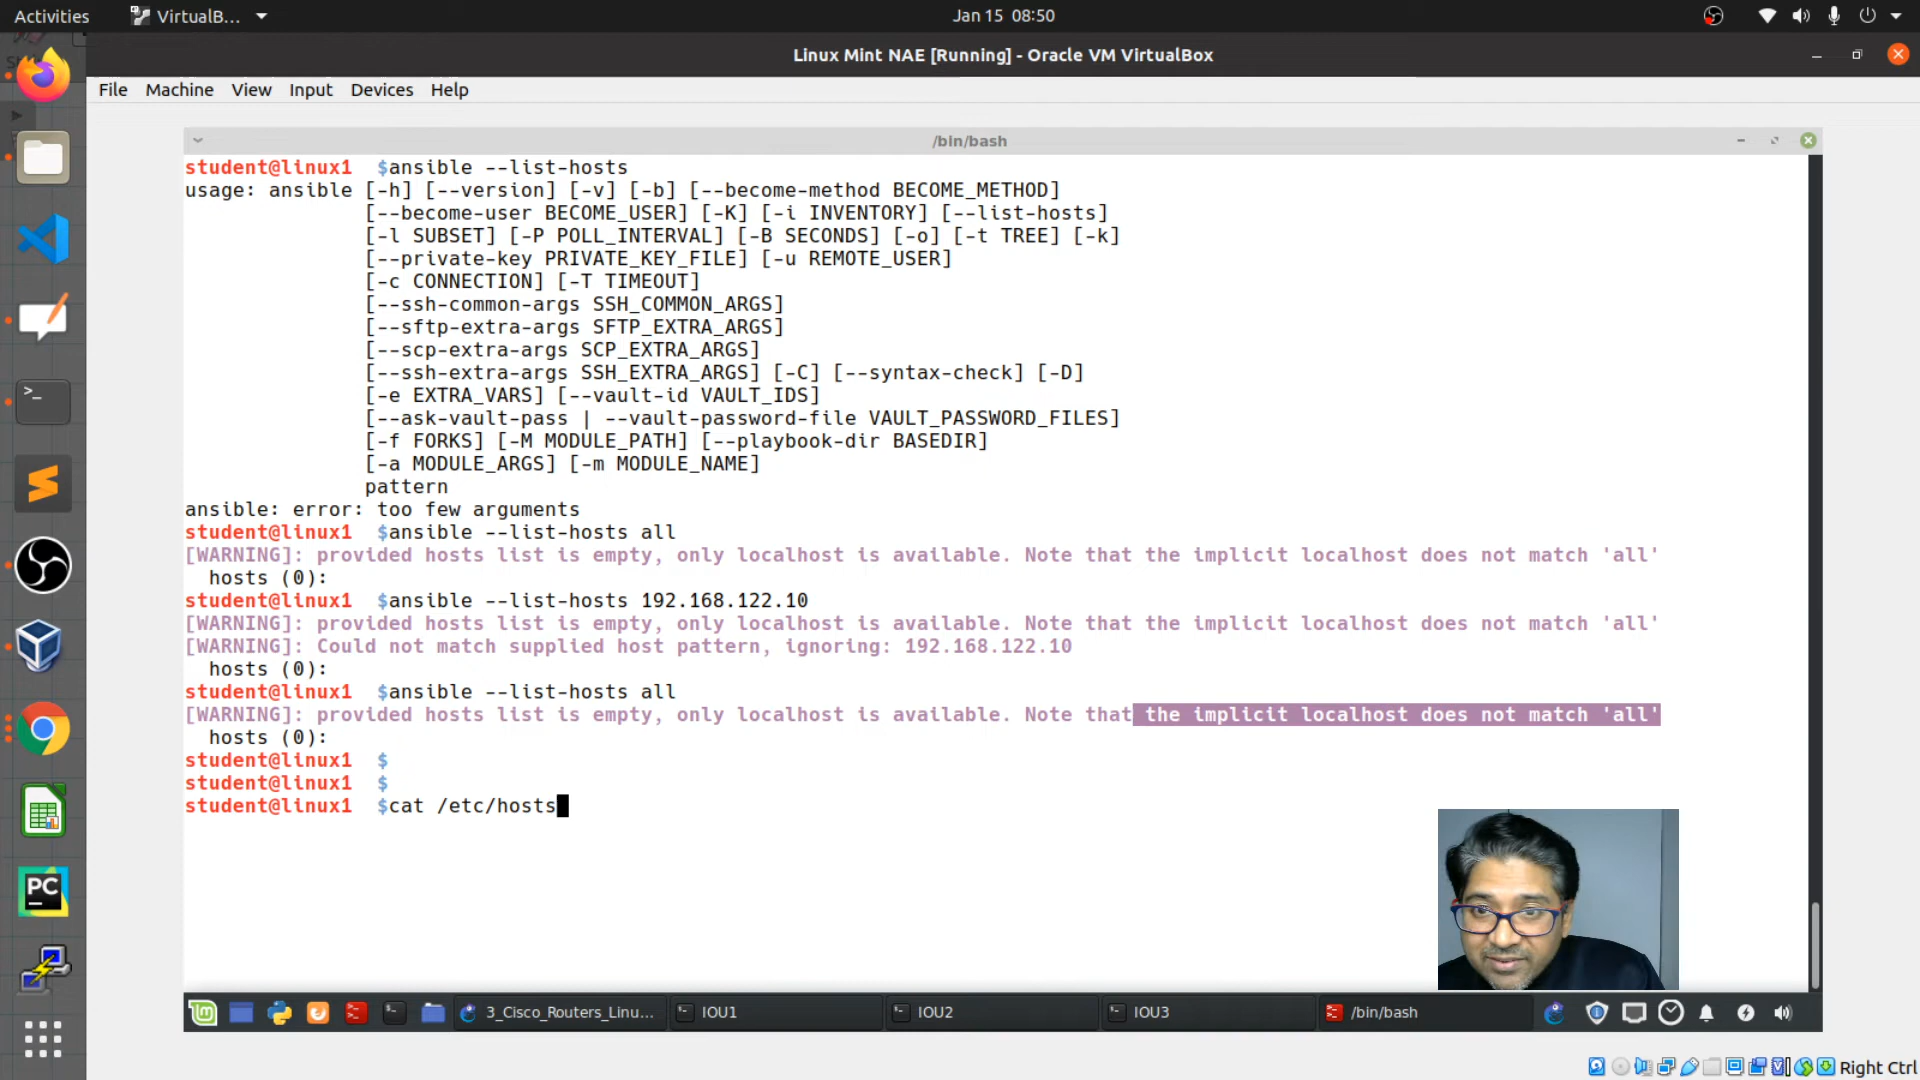 Activities
VirtualB...
Jan 15 08:50
Linux Mint NAE [Running] - Oracle VM VirtualBox
File Machine View Input Devices Help
/bin/bash
student@linux1 $ansible --list-hosts
usage: ansible [-h] [--version] [-v] [-b] [--become-method BECOME_METHOD]
[--become-user BECOME_USER] [-K] [-i INVENTORY] [--list-hosts]
[-l SUBSET] [-P POLL_INTERVAL] [-B SECONDS] [-o] [-t TREE] [-k]
[--private-key PRIVATE_KEY_FILE] [-u REMOTE_USER]
[-c CONNECTION] [-T TIMEOUT]
[--ssh-common-args SSH_COMMON_ARGS]
[--sftp-extra-args SFTP_EXTRA_ARGS]
[--scp-extra-args SCP_EXTRA_ARGS]
[--ssh-extra-args SSH_EXTRA_ARGS] [-C] [--syntax-check] [-D]
[-e EXTRA_VARS] [--vault-id VAULT_IDS]
[--ask-vault-pass | --vault-password-file VAULT_PASSWORD_FILES]
[-f FORKS] [-M MODULE_PATH] [--playbook-dir BASEDIR]
[-a MODULE_ARGS] [-m MODULE_NAME]
pattern
ansible: error: too few arguments
student@linux1 $ansible --list-hosts all
[WARNING]: provided hosts list is empty, only localhost is available. Note that the implicit localhost does not match 'all'
hosts (0):
student@linux1 $ansible --list-hosts 192.168.122.10
[WARNING]: provided hosts list is empty, only localhost is available. Note that the implicit localhost does not match 'all'
[WARNING]: Could not match supplied host pattern, ignoring: 192.168.122.10
hosts (0):
student@linux1 $ansible --list-hosts all
[WARNING]: provided hosts list is empty, only localhost is available. Note that the implicit localhost does not match 'all'
hosts (0):
student@linux1 $
student@linux1 $
student@linux1 $cat /etc/hosts
PC
3_Cisco_Routers_Linu...
IOU1
IOU2
IOU3
/bin/bash
Right Ctrl